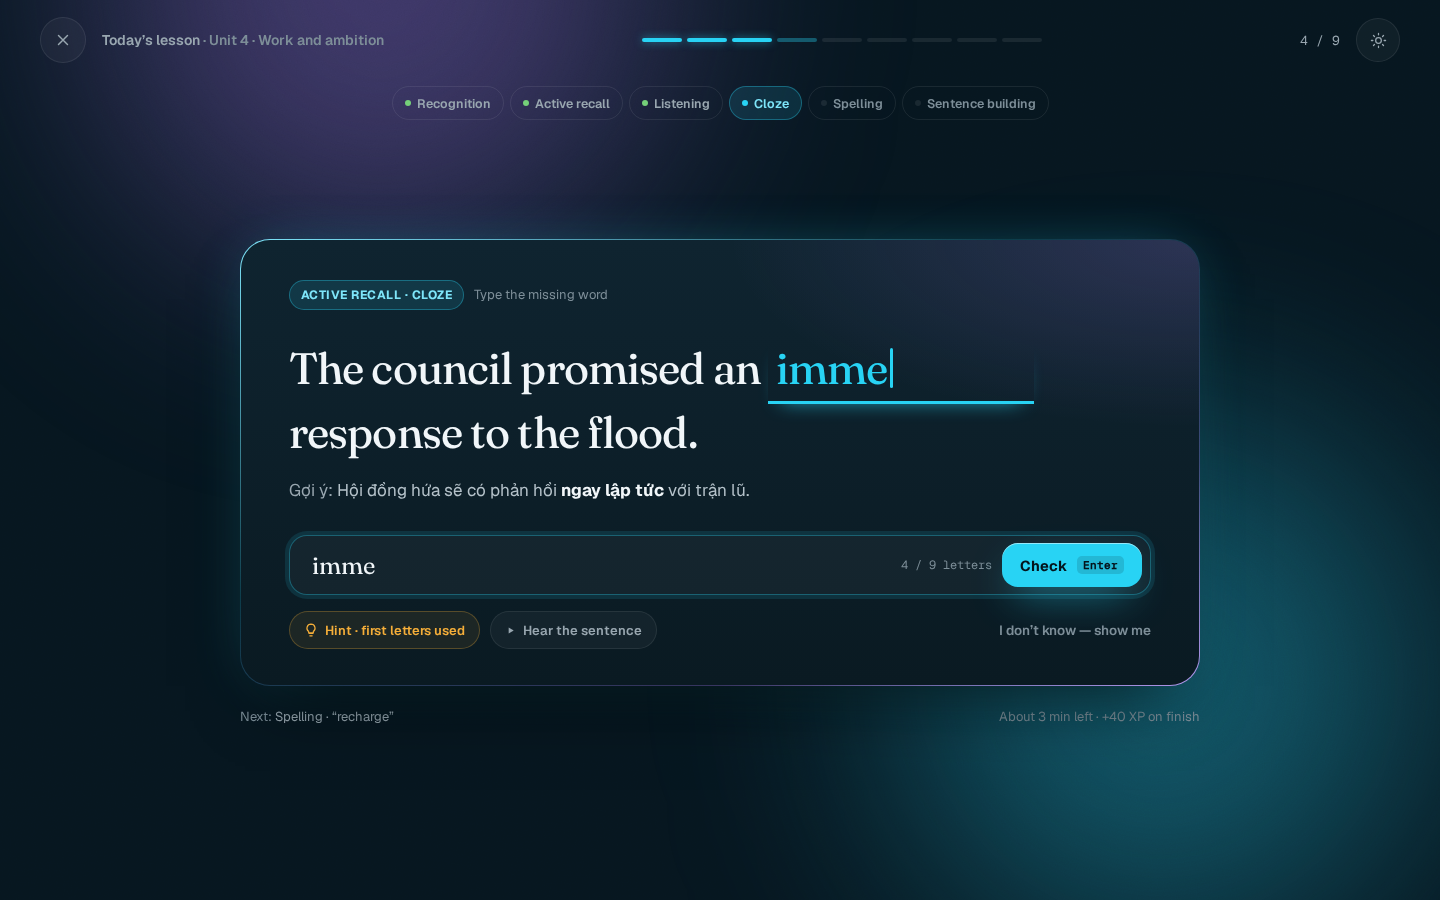 Today’s lesson · Unit 4 · Work and ambition
4 / 9
Recognition
Active recall
Listening
Cloze
Spelling
Sentence building
ACTIVE RECALL · CLOZE
Type the missing word
The council promised an imme
response to the flood.
Gợi ý: Hội đồng hứa sẽ có phản hồi ngay lập tức với trận lũ.
imme
4 / 9 letters
Check Enter
Hint · first letters used
Hear the sentence
I don’t know — show me
Next: Spelling · “recharge”
About 3 min left · +40 XP on finish